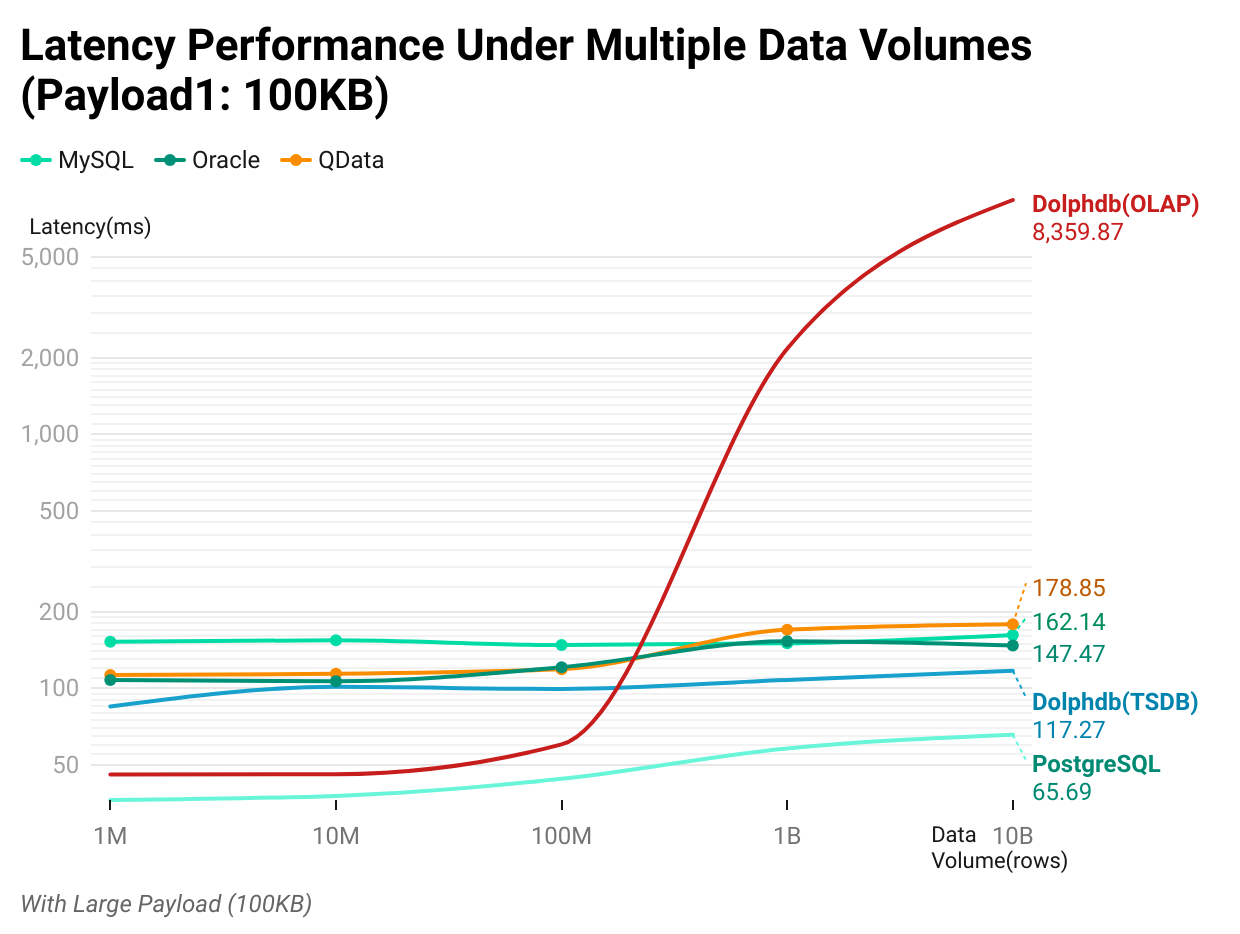 Latency Performance Under Multiple Data Volumes
(Payload1: 100KB)
MySQL Oracle QData
Latency(ms)
5,000
2,000
1,000
500
200
100
50
Dolphdb(OLAP)
8,359.87
178.85
162.14
147.47
Dolphdb(TSDB)
117.27
PostgreSQL
65.69
1M 10M 100M 1B 10B
Data
Volume(rows)
With Large Payload (100KB)